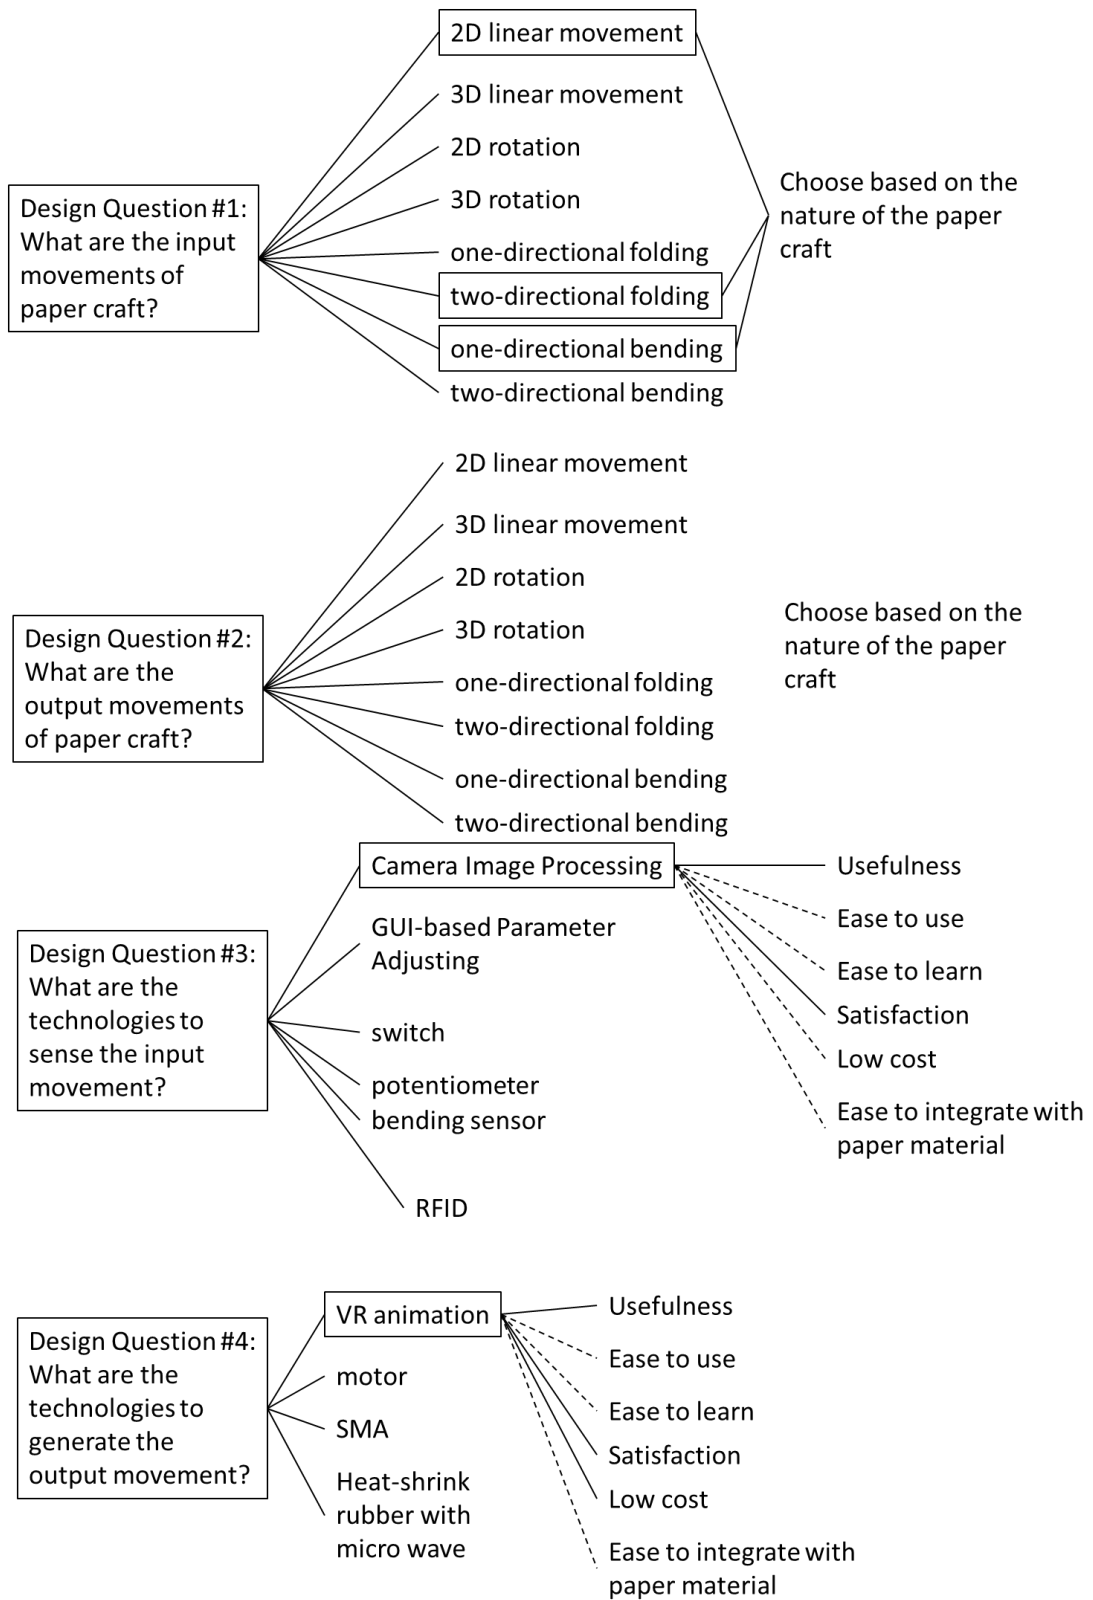 Design Question #1:
What are the input
movements of
paper craft?
2D linear movement
3D linear movement
2D rotation
3D rotation
one-directional folding
two-directional folding
one-directional bending
two-directional bending
Choose based on the
nature of the paper
craft
Design Question #2:
What are the
output movements
of paper craft?
2D linear movement
3D linear movement
2D rotation
3D rotation
one-directional folding
two-directional folding
one-directional bending
two-directional bending
Choose based on the
nature of the paper
craft
Design Question #3:
What are the
technologies to
sense the input
movement?
Camera Image Processing
GUI-based Parameter
Adjusting
switch
potentiometer
bending sensor
RFID
Usefulness
Ease to use
Ease to learn
Satisfaction
Low cost
Ease to integrate with
paper material
Design Question #4:
What are the
technologies to
generate the
output movement?
VR animation
motor
SMA
Heat-shrink
rubber with
micro wave
Usefulness
Ease to use
Ease to learn
Satisfaction
Low cost
Ease to integrate with
paper material